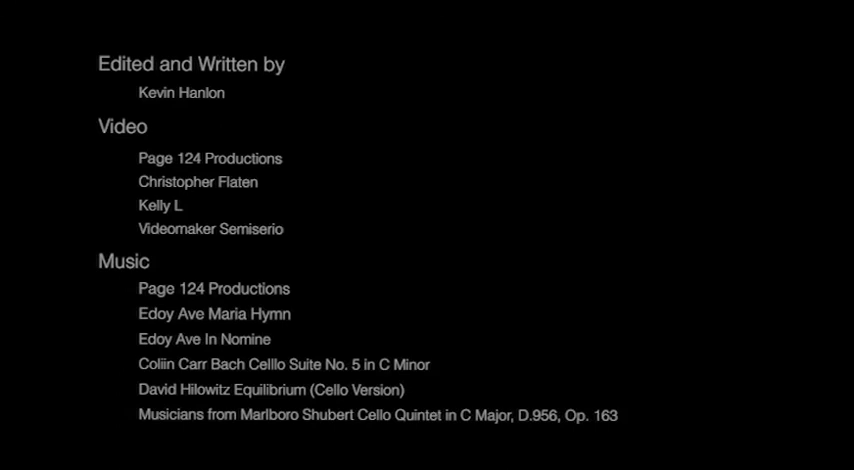 Edited and Written by
Kevin Hanlon
Video
Page 124 Productions
Christopher Flaten
Kelly L
Videomaker Semiserio
Music
Page 124 Productions
Edoy Ave Maria Hymn
Edoy Ave In Nomine
Coliin Carr Bach Celllo Suite No. 5 in C Minor
David Hilowitz Equilibrium (Cello Version)
Musicians from Marlboro Shubert Cello Quintet in C Major, D.956, Op. 163